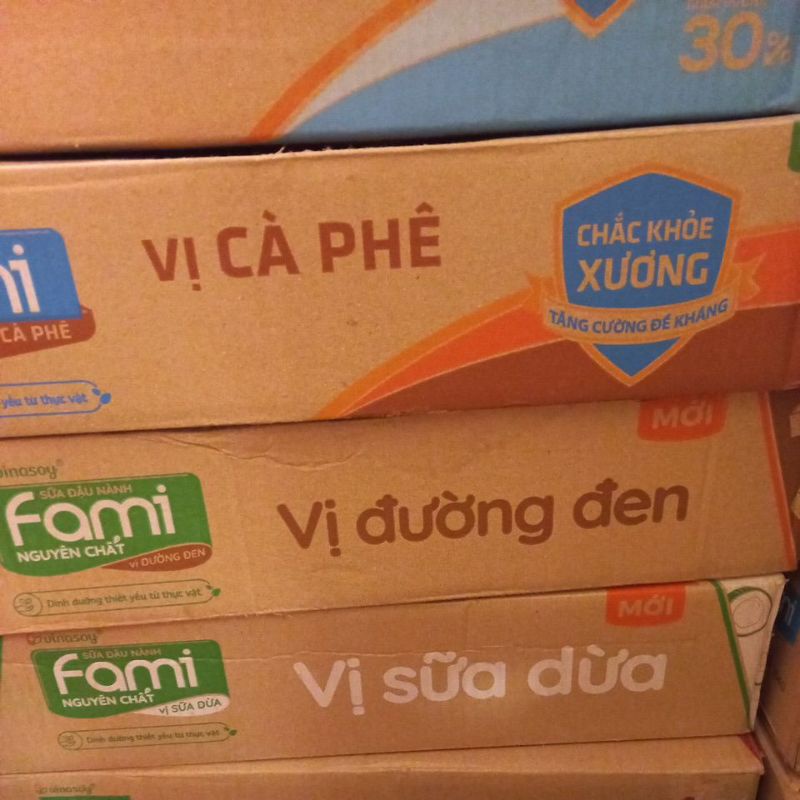 30%
mi
CÀ PHÊ
yếu từ thực vật
VỊ CÀ PHÊ
CHẮC KHỎE
XƯƠNG
TĂNG CƯỜNG ĐỀ KHÁNG
MỚI
vinasoy
SỮA ĐẬU NÀNH
Fami
NGUYÊN CHẤT
Vị ĐƯỜNG ĐEN
Dinh dưỡng thiết yếu từ thực vật
Vị đường đen
MỚI
vinasoy
SỮA ĐẬU NÀNH
Fami
NGUYÊN CHẤT
Vị SỮA DỪA
Dinh dưỡng thiết yếu từ thực vật
Vị sữa dừa
vinasoy